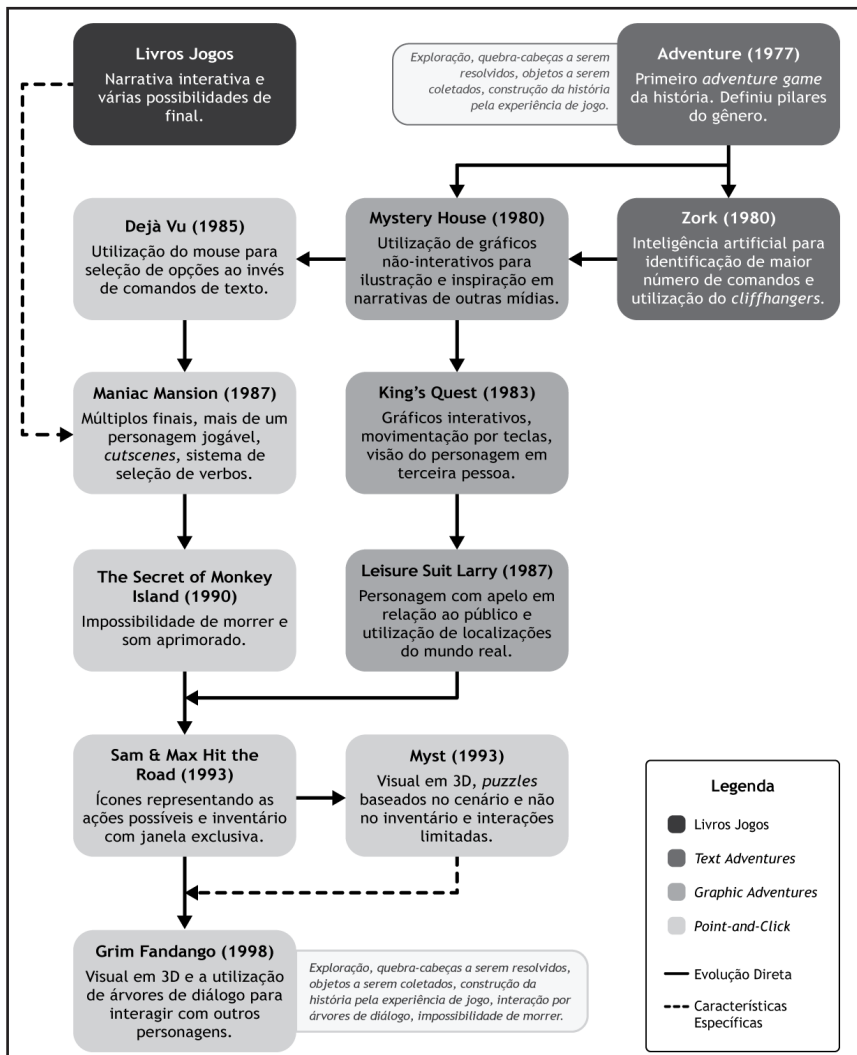 Livros Jogos
Narrativa interativa e
várias possibilidades de
final.
Exploração, quebra-cabeças a serem
resolvidos, objetos a serem
coletados, construção da história
pela experiência de jogo.
Adventure (1977)
Primeiro adventure game
da história. Definiu pilares
do gênero.
Dejà Vu (1985)
Utilização do mouse para
seleção de opções ao invés
de comandos de texto.
Mystery House (1980)
Utilização de gráficos
não-interativos para
ilustração e inspiração em
narrativas de outras mídias.
Zork (1980)
Inteligência artificial para
identificação de maior
número de comandos e
utilização do cliffhangers.
Maniac Mansion (1987)
Múltiplos finais, mais de um
personagem jogável,
cutscenes, sistema de
seleção de verbos.
King's Quest (1983)
Gráficos interativos,
movimentação por teclas,
visão do personagem em
terceira pessoa.
The Secret of Monkey
Island (1990)
Impossibilidade de morrer e
som aprimorado.
Leisure Suit Larry (1987)
Personagem com apelo em
relação ao público e
utilização de localizações
do mundo real.
Sam & Max Hit the
Road (1993)
Ícones representando as
ações possíveis e inventário
com janela exclusiva.
Myst (1993)
Visual em 3D, puzzles
baseados no cenário e não
no inventário e interações
limitadas.
Grim Fandango (1998)
Visual em 3D e a utilização
de árvores de diálogo para
interagir com outros
personagens.
Exploração, quebra-cabeças a serem resolvidos,
objetos a serem coletados, construção da
história pela experiência de jogo, interação por
árvores de diálogo, impossibilidade de morrer.
Legenda
Livros Jogos
Text Adventures
Graphic Adventures
Point-and-Click
Evolução Direta
Características
Específicas